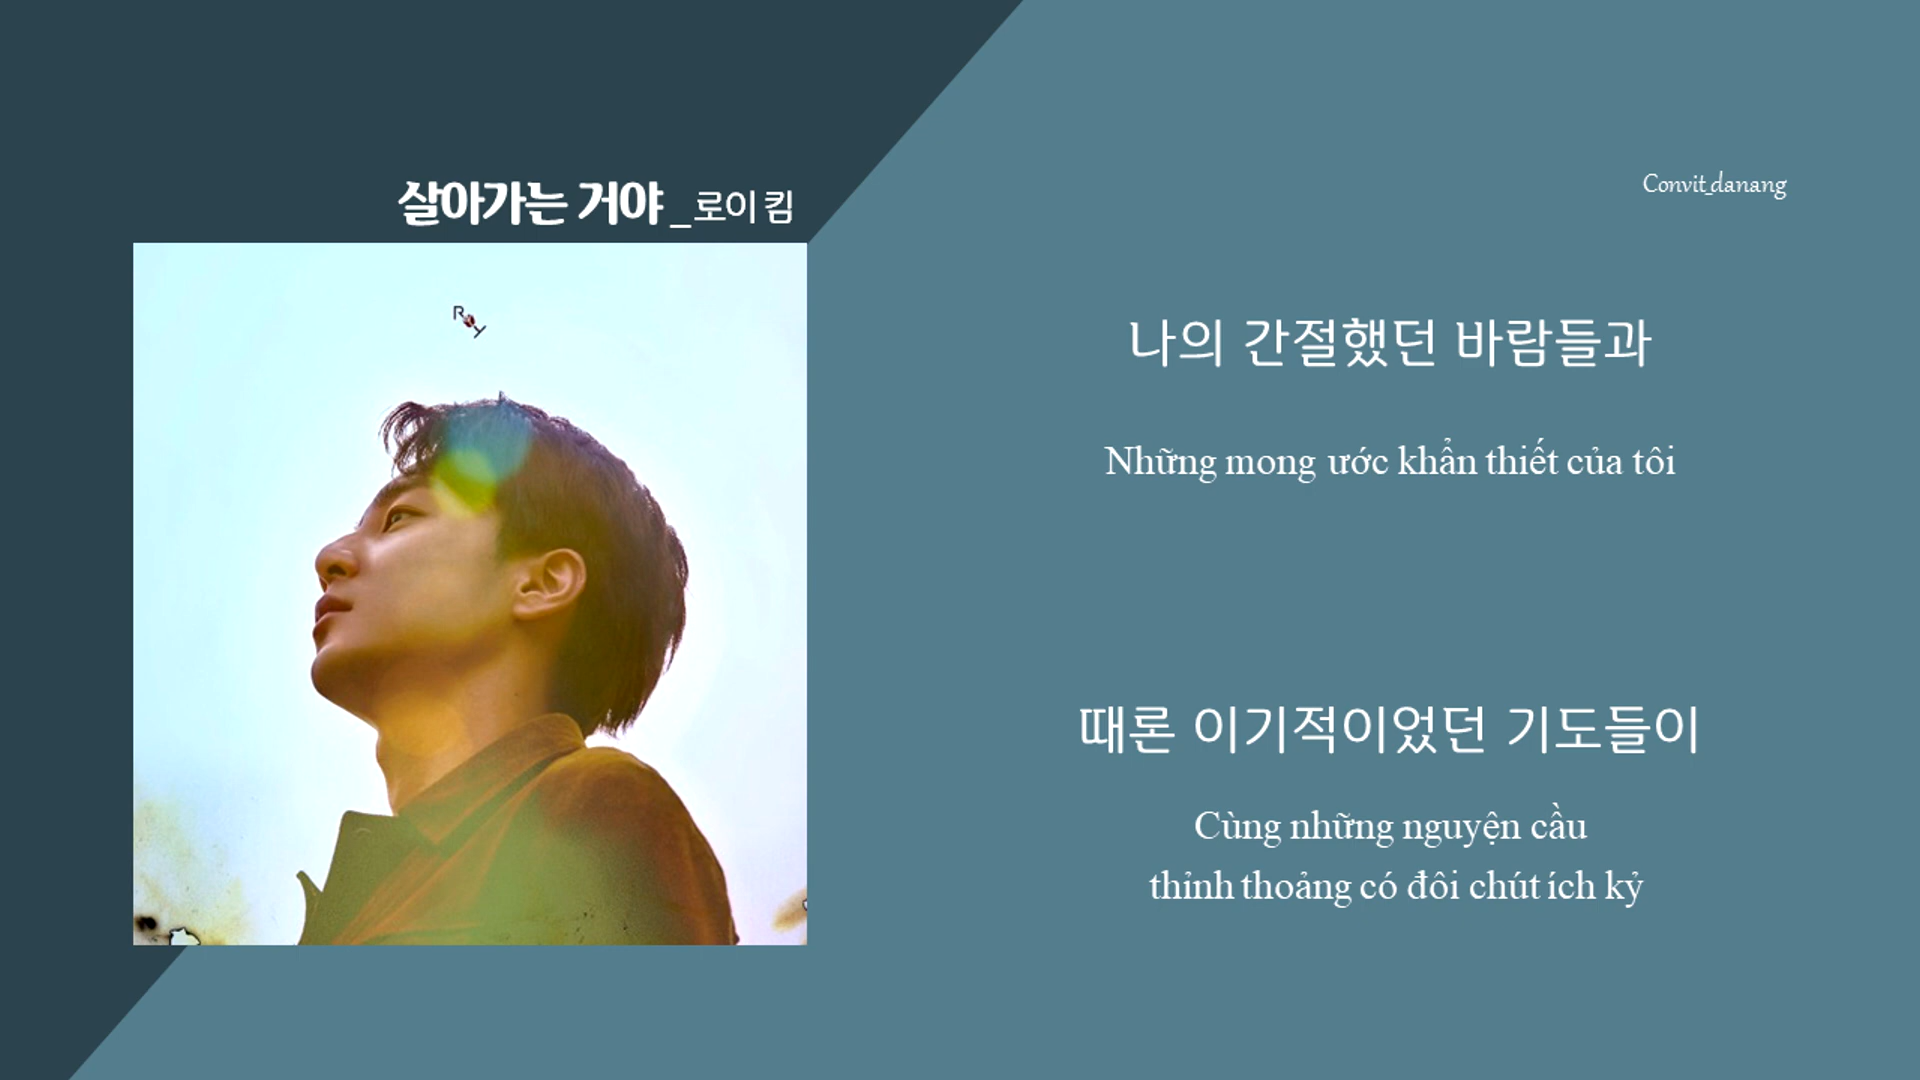 살아가는 거야 _로이 킴
Convit_danang
나의 간절했던 바람들과
Những mong ước khẩn thiết của tôi
때론 이기적이었던 기도들이
Cùng những nguyện cầu
thỉnh thoảng có đôi chút ích kỷ